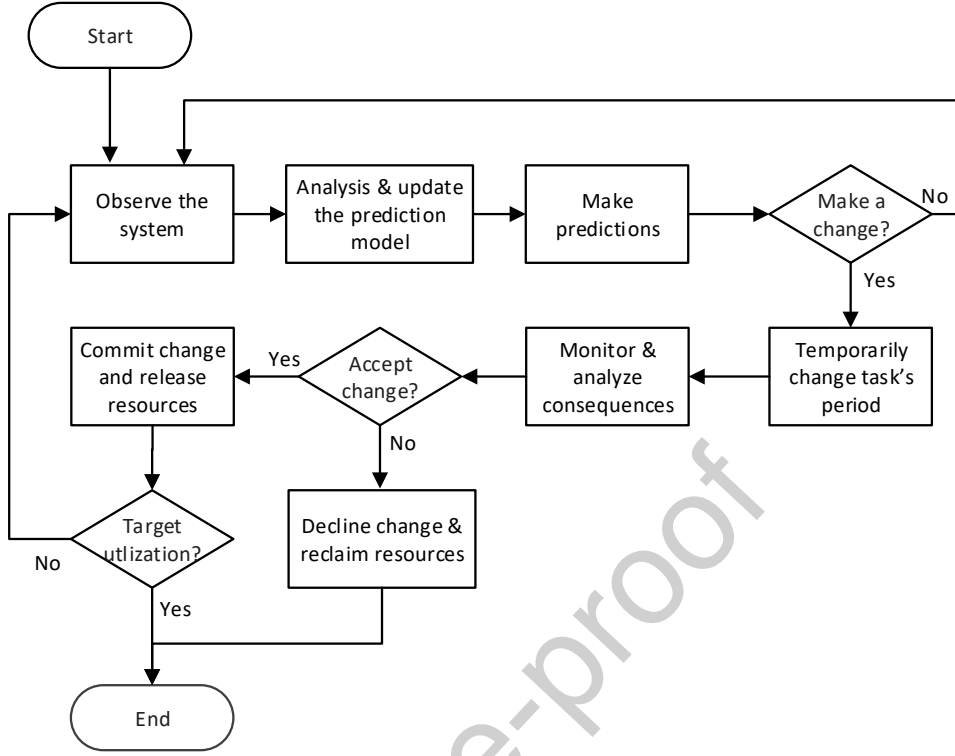 Start
Observe the
system
Analysis & update
the prediction
model
Make
predictions
Make a
change?
No
Yes
Commit change
and release
resources
Yes
Accept
change?
Monitor &
analyze
consequences
Temporarily
change task's
period
No
Target
utlization?
Decline change &
reclaim resources
No
Yes
End
e-proof